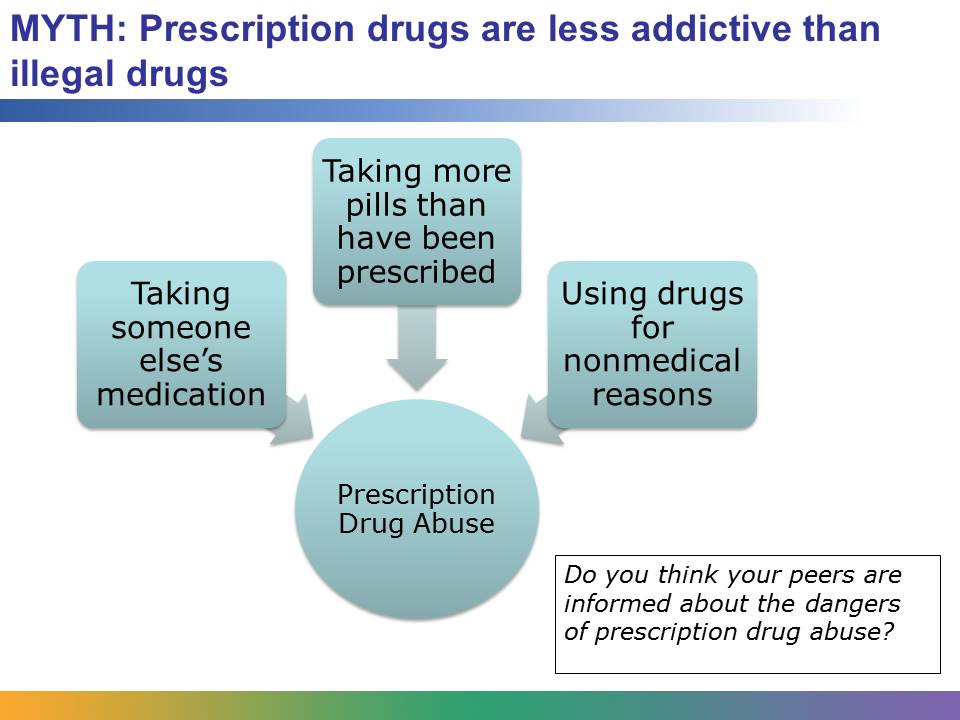 MYTH: Prescription drugs are less addictive than
illegal drugs
Taking more
pills than
have been
prescribed
Taking
someone
else’s
medication
Using drugs
for
nonmedical
reasons
Prescription
Drug Abuse
Do you think your peers are
informed about the dangers
of prescription drug abuse?